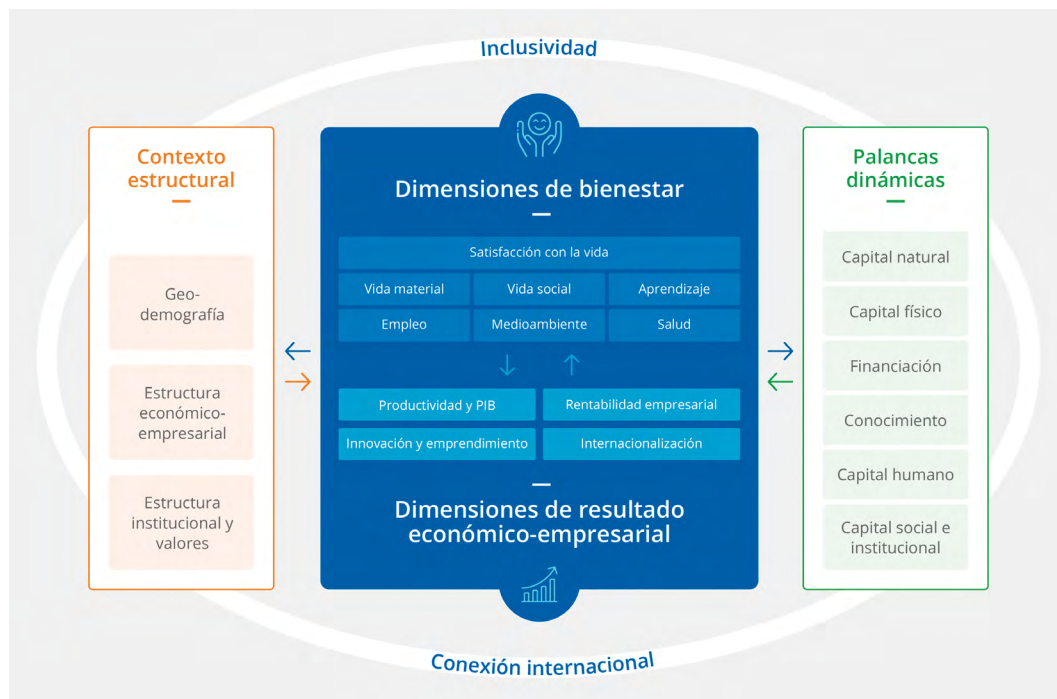 Inclusividad
Contexto
estructural
Geo-
demografía
Estructura
económico-
empresarial
Estructura
institucional y
valores
Dimensiones de bienestar
Satisfacción con la vida
Vida material
Vida social
Aprendizaje
Empleo
Medioambiente
Salud
Productividad y PIB
Rentabilidad empresarial
Innovación y emprendimiento
Internacionalización
Dimensiones de resultado
económico-empresarial
Palancas
dinámicas
Capital natural
Capital físico
Financiación
Conocimiento
Capital humano
Capital social e
institucional
Conexión internacional